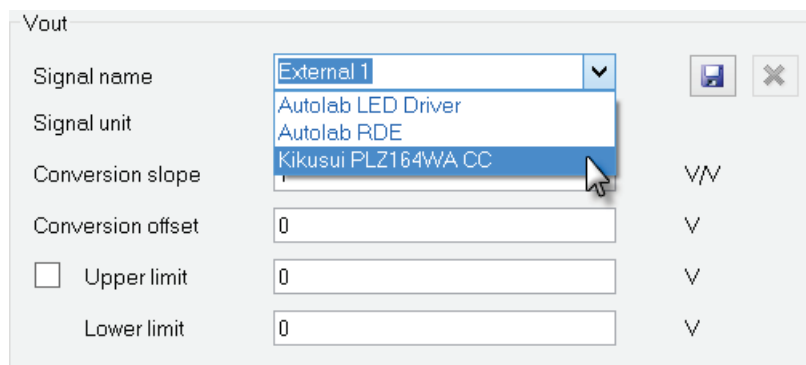 Vout
Signal name External 1
Autolab LED Driver
Signal unit
Autolab RDE
Kikusui PLZ164WA CC
Conversion slope V/V
Conversion offset 0 V
Upper limit 0 V
Lower limit 0 V